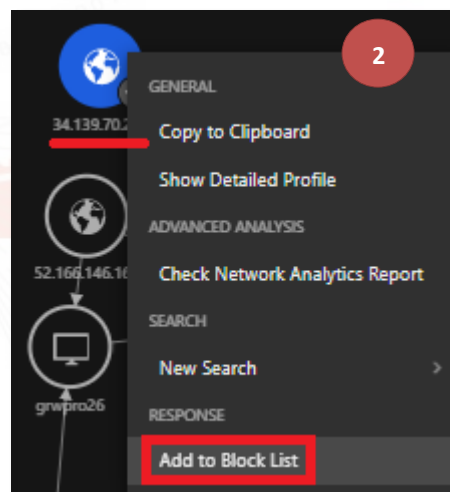 2
GENERAL
34.139.70.2
Copy to Clipboard
Show Detailed Profile
ADVANCED ANALYSIS
52.166.146.16
Check Network Analytics Report
SEARCH
New Search
grwpro26
RESPONSE
Add to Block List